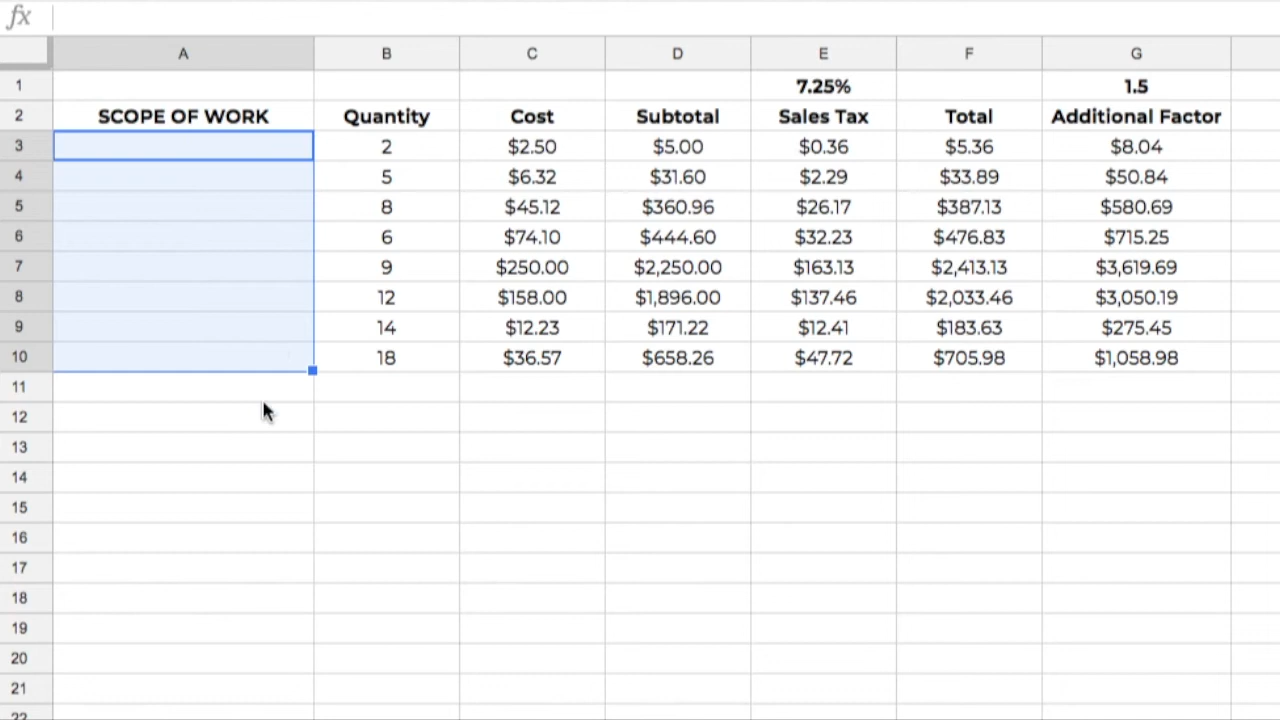 fx
A B C D E F G
1 7.25% 1.5
2 SCOPE OF WORK Quantity Cost Subtotal Sales Tax Total Additional Factor
3 2 $2.50 $5.00 $0.36 $5.36 $8.04
4 5 $6.32 $31.60 $2.29 $33.89 $50.84
5 8 $45.12 $360.96 $26.17 $387.13 $580.69
6 6 $74.10 $444.60 $32.23 $476.83 $715.25
7 9 $250.00 $2,250.00 $163.13 $2,413.13 $3,619.69
8 12 $158.00 $1,896.00 $137.46 $2,033.46 $3,050.19
9 14 $12.23 $171.22 $12.41 $183.63 $275.45
10 18 $36.57 $658.26 $47.72 $705.98 $1,058.98
11
12
13
14
15
16
17
18
19
20
21
22